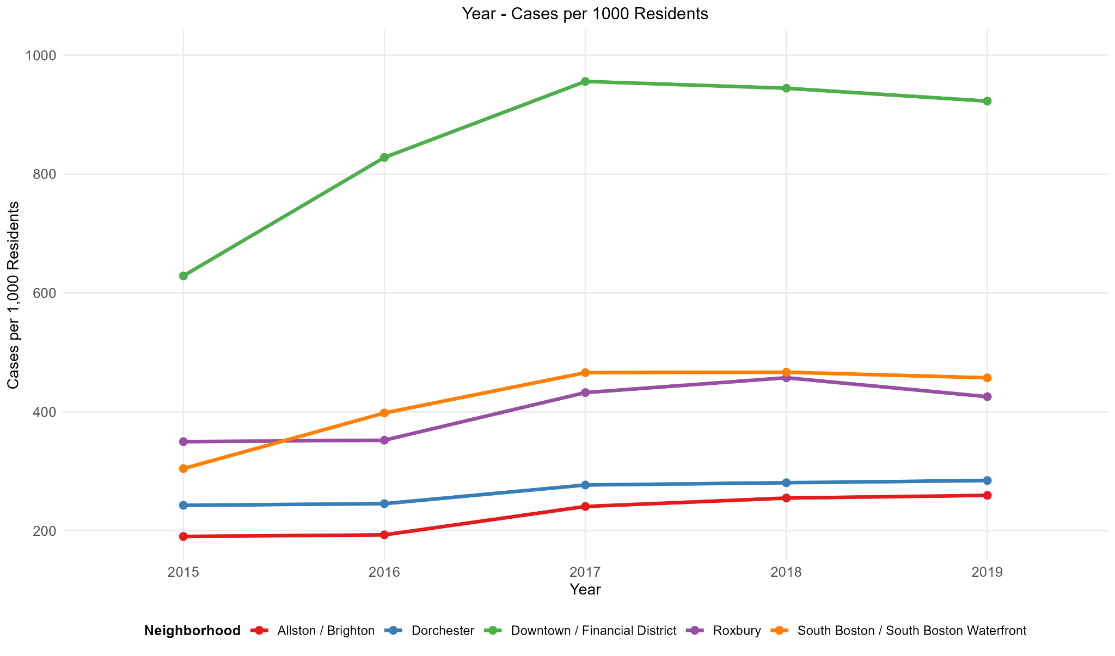 Year - Cases per 1000 Residents
Cases per 1,000 Residents
1000
800
600
400
200
2015 2016 2017 2018 2019
Year
Neighborhood Allston / Brighton Dorchester Downtown / Financial District Roxbury South Boston / South Boston Waterfront